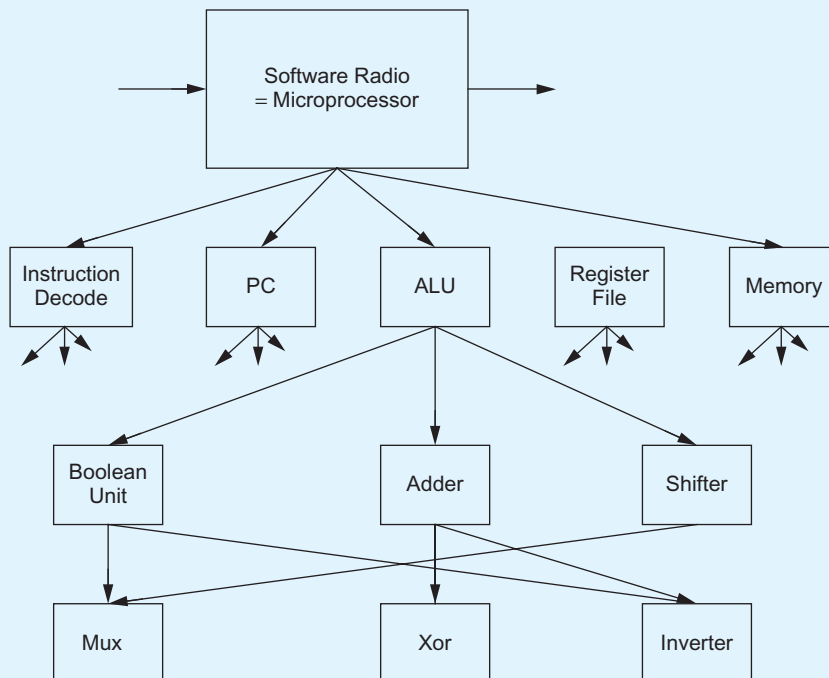 Software Radio
= Microprocessor
Instruction
Decode
PC
ALU
Register
File
Memory
Boolean
Unit
Adder
Shifter
Mux
Xor
Inverter